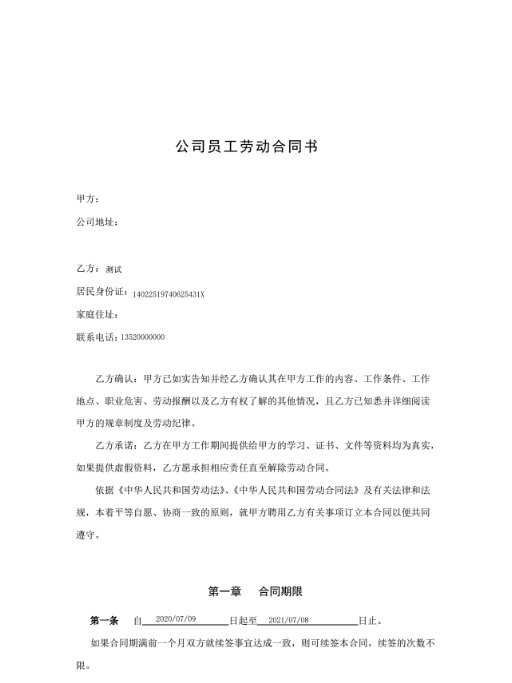 公司员工劳动合同书
甲方：
公司地址：
乙方：测试
居民身份证：14022519740625431X
家庭住址：
联系电话：13520000000
乙方确认：甲方已如实告知并经乙方确认其在甲方工作的内容、工作条件、工作
地点、职业危害、劳动报酬以及乙方有权了解的其他情况，且乙方已知悉并详细阅读
甲方的规章制度及劳动纪律。
乙方承诺：乙方在甲方工作期间提供给甲方的学习、证书、文件等资料均为真实，
如果提供虚假资料，乙方愿承担相应责任直至解除劳动合同。
依据《中华人民共和国劳动法》、《中华人民共和国劳动合同法》及有关法律和法
规，本着平等自愿、协商一致的原则，就甲方聘用乙方有关事项订立本合同以便共同
遵守。
第一章 合同期限
第一条 自 2020/07/09 日起至 2021/07/08 日止。
如果合同期满前一个月双方就续签事宜达成一致，则可续签本合同，续签的次数不
限。